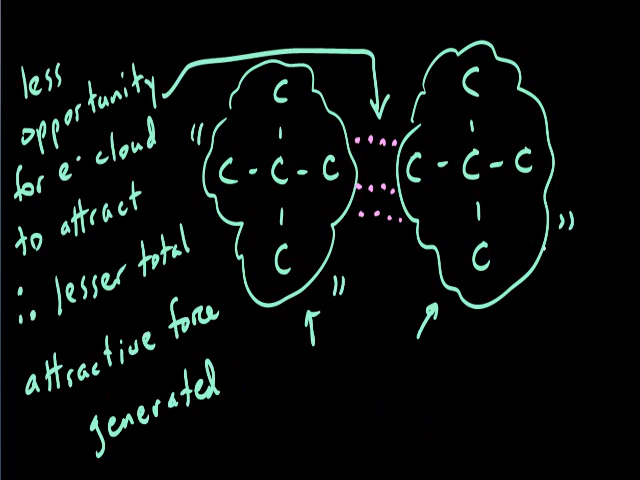 less
opportunity
for e⁻ cloud
to attract
∴ lesser total
attractive force
generated
" C
C - C - C
C "
C
C - C - C
C "